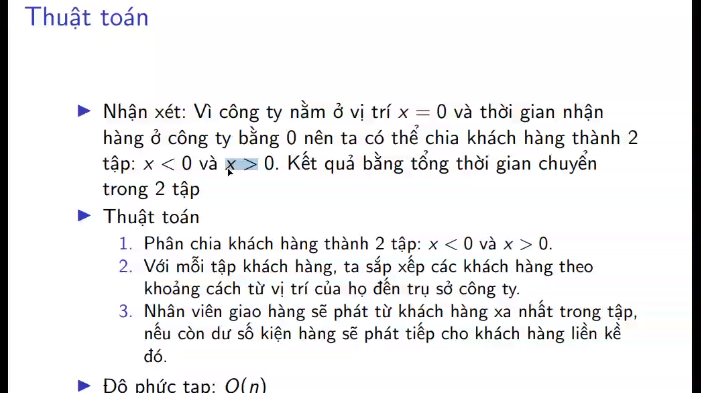 Thuật toán
▶ Nhận xét: Vì công ty nằm ở vị trí x = 0 và thời gian nhận
hàng ở công ty bằng 0 nên ta có thể chia khách hàng thành 2
tập: x < 0 và x > 0. Kết quả bằng tổng thời gian chuyển
trong 2 tập
▶ Thuật toán
1. Phân chia khách hàng thành 2 tập: x < 0 và x > 0.
2. Với mỗi tập khách hàng, ta sắp xếp các khách hàng theo
khoảng cách từ vị trí của họ đến trụ sở công ty.
3. Nhân viên giao hàng sẽ phát từ khách hàng xa nhất trong tập,
nếu còn dư số kiện hàng sẽ phát tiếp cho khách hàng liền kề
đó.
▶ Độ phức tạp: O(n)